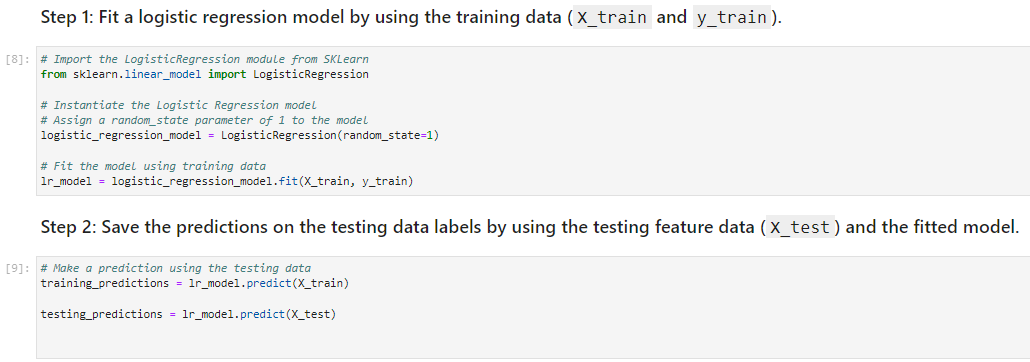 Step 1: Fit a logistic regression model by using the training data ( X_train and y_train ).
[8]: # Import the LogisticRegression module from SKLearn
from sklearn.linear_model import LogisticRegression
# Instantiate the Logistic Regression model
# Assign a random_state parameter of 1 to the model
logistic_regression_model = LogisticRegression(random_state=1)
# Fit the model using training data
lr_model = logistic_regression_model.fit(X_train, y_train)
Step 2: Save the predictions on the testing data labels by using the testing feature data ( X_test ) and the fitted model.
[9]: # Make a prediction using the testing data
training_predictions = lr_model.predict(X_train)
testing_predictions = lr_model.predict(X_test)